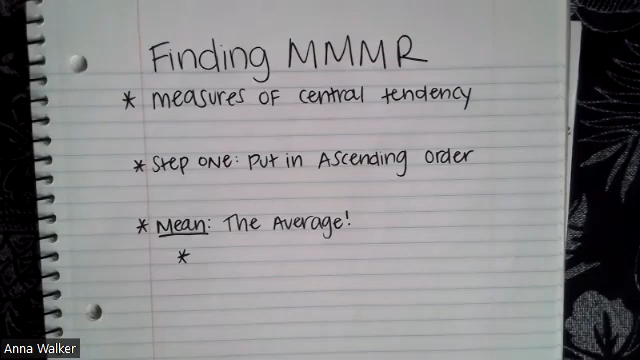 Finding MMMR
* measures of central tendency
* Step one: Put in Ascending order
* Mean: The Average!
*
Anna Walker